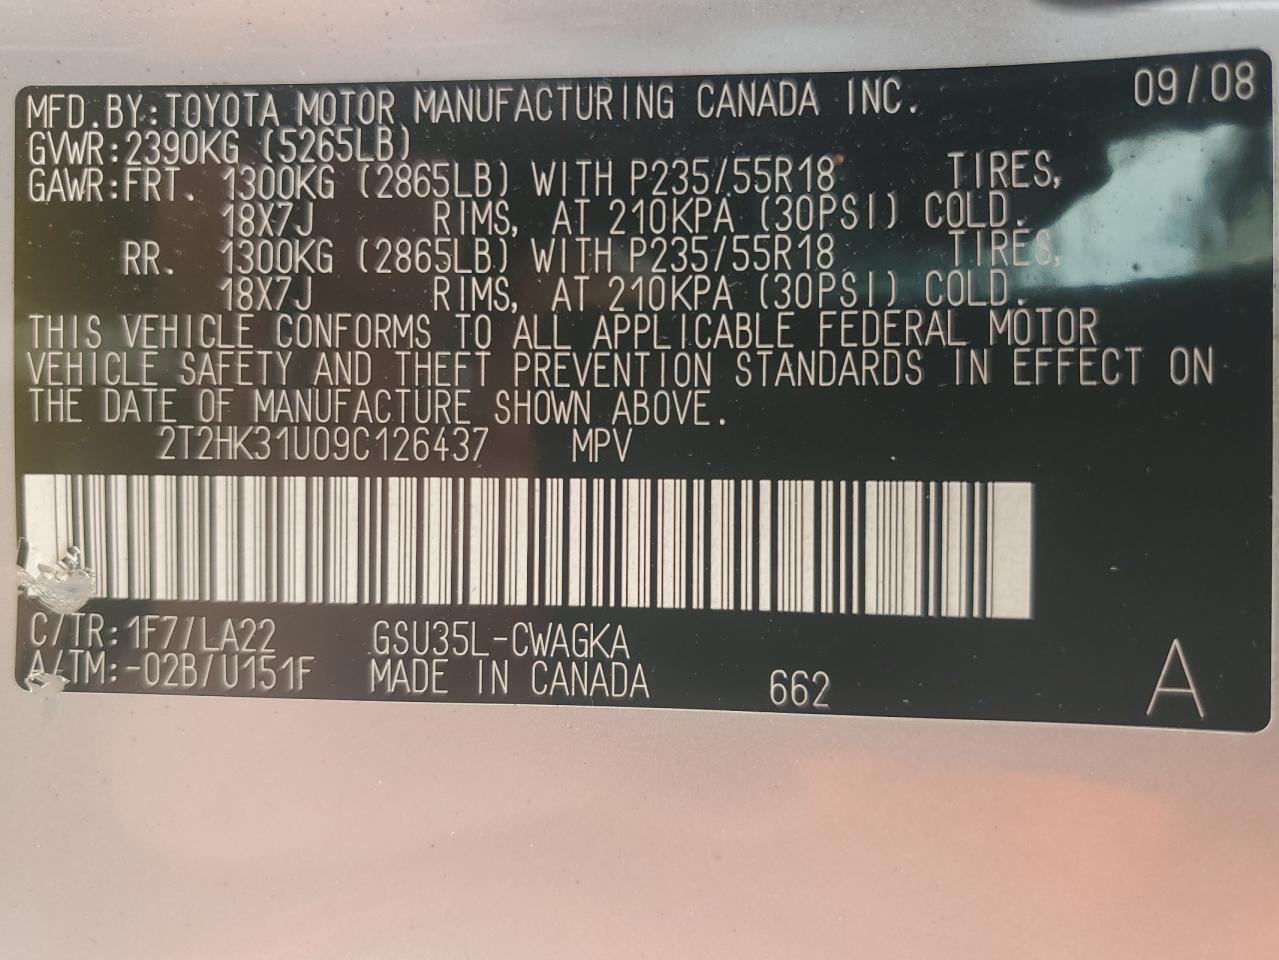 MFD.BY:TOYOTA MOTOR MANUFACTURING CANADA INC. 09/08
GVWR:2390KG (5265LB)
GAWR:FRT. 1300KG (2865LB) WITH P235/55R18 TIRES,
18X7J RIMS, AT 210KPA (30PSI) COLD.
RR. 1300KG (2865LB) WITH P235/55R18 TIRES,
18X7J RIMS, AT 210KPA (30PSI) COLD.
THIS VEHICLE CONFORMS TO ALL APPLICABLE FEDERAL MOTOR
VEHICLE SAFETY AND THEFT PREVENTION STANDARDS IN EFFECT ON
THE DATE OF MANUFACTURE SHOWN ABOVE.
2T2HK31U09C126437 MPV
C/TR:1F7/LA22 GSU35L-CWAGKA
A/TM:-02B/U151F MADE IN CANADA 662 A